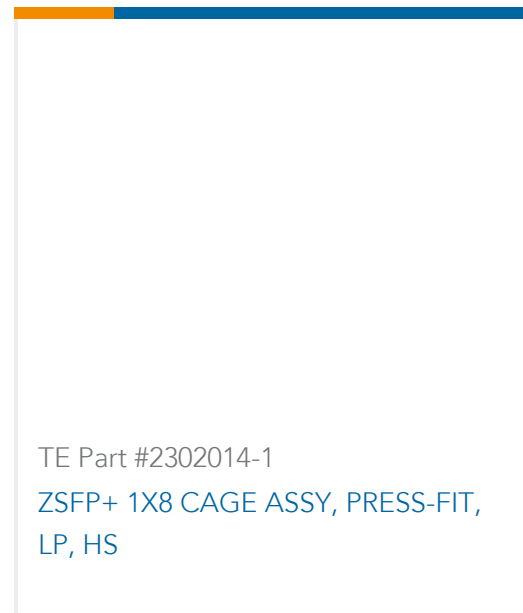 TE Part #2302014-1
ZSFP+ 1X8 CAGE ASSY, PRESS-FIT,
LP, HS